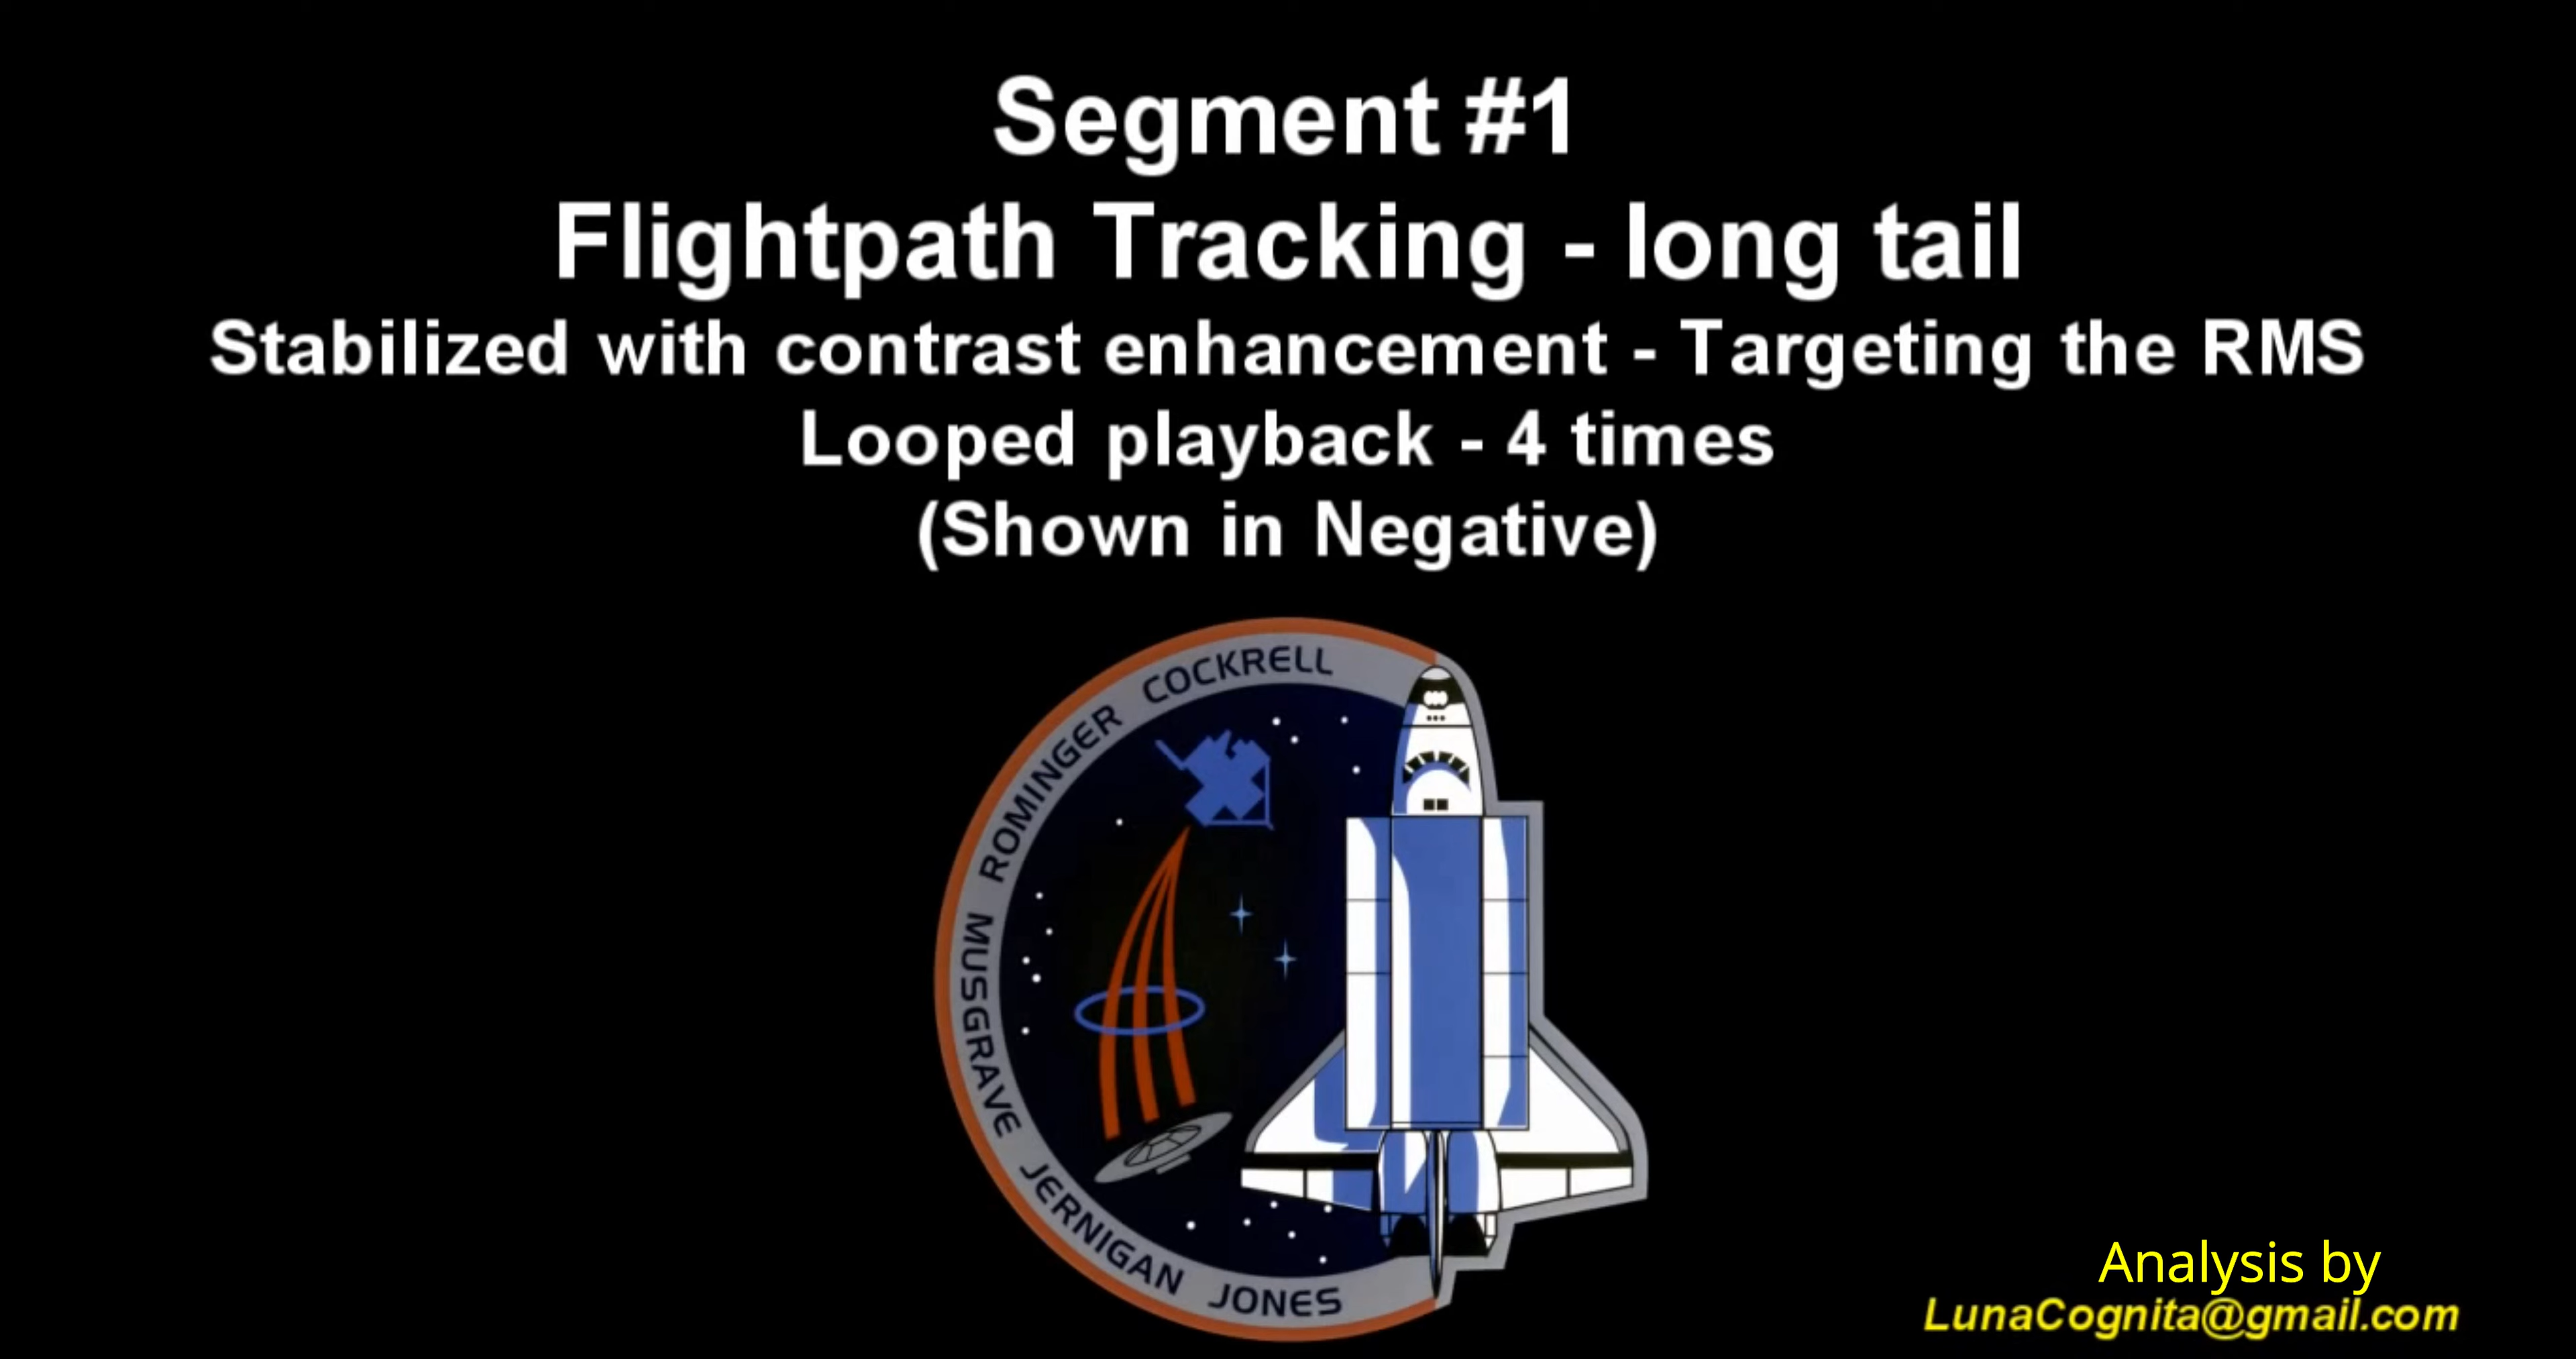 Segment #1
Flightpath Tracking - long tail
Stabilized with contrast enhancement - Targeting the RMS
Looped playback - 4 times
(Shown in Negative)
COCKRELL
ROMINGER
MUSGRAVE
JERNIGAN
JONES
Analysis by
LunaCognita@gmail.com